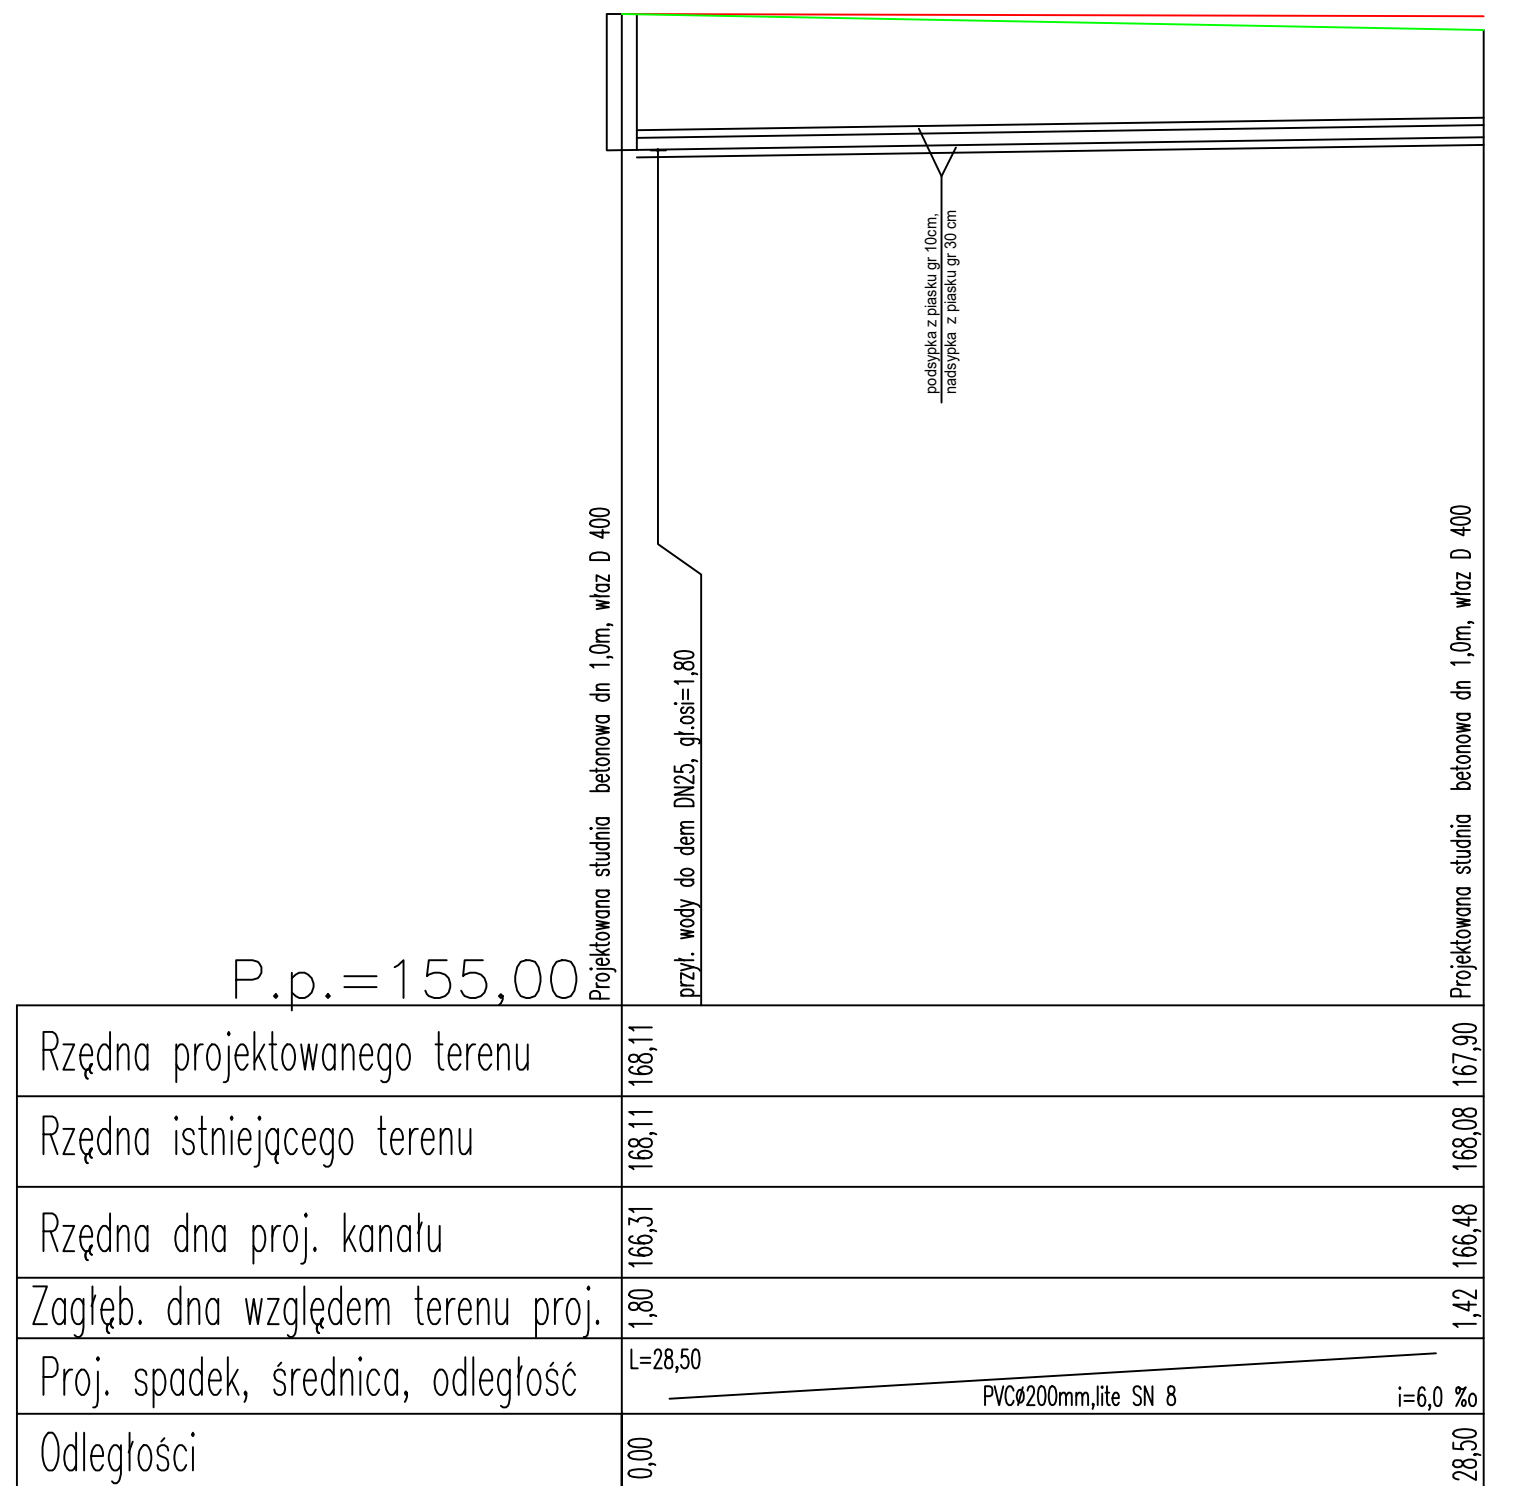 podsypka z piasku gr 10cm,
nadsypka z piasku gr 30 cm
Projektowana studnia betonowa dn 1,0m, właz D 400
przył. wody do dem DN25, gł.osi=1,80
Projektowana studnia betonowa dn 1,0m, właz D 400
P.p.=155,00
Rzędna projektowanego terenu 168,11 167,90
Rzędna istniejącego terenu 168,11 168,08
Rzędna dna proj. kanału 166,31 166,48
Zagłęb. dna względem terenu proj. 1,80 1,42
Proj. spadek, średnica, odległość L=28,50 PVCø200mm,lite SN 8 i=6,0 ‰
Odległości 0,00 28,50